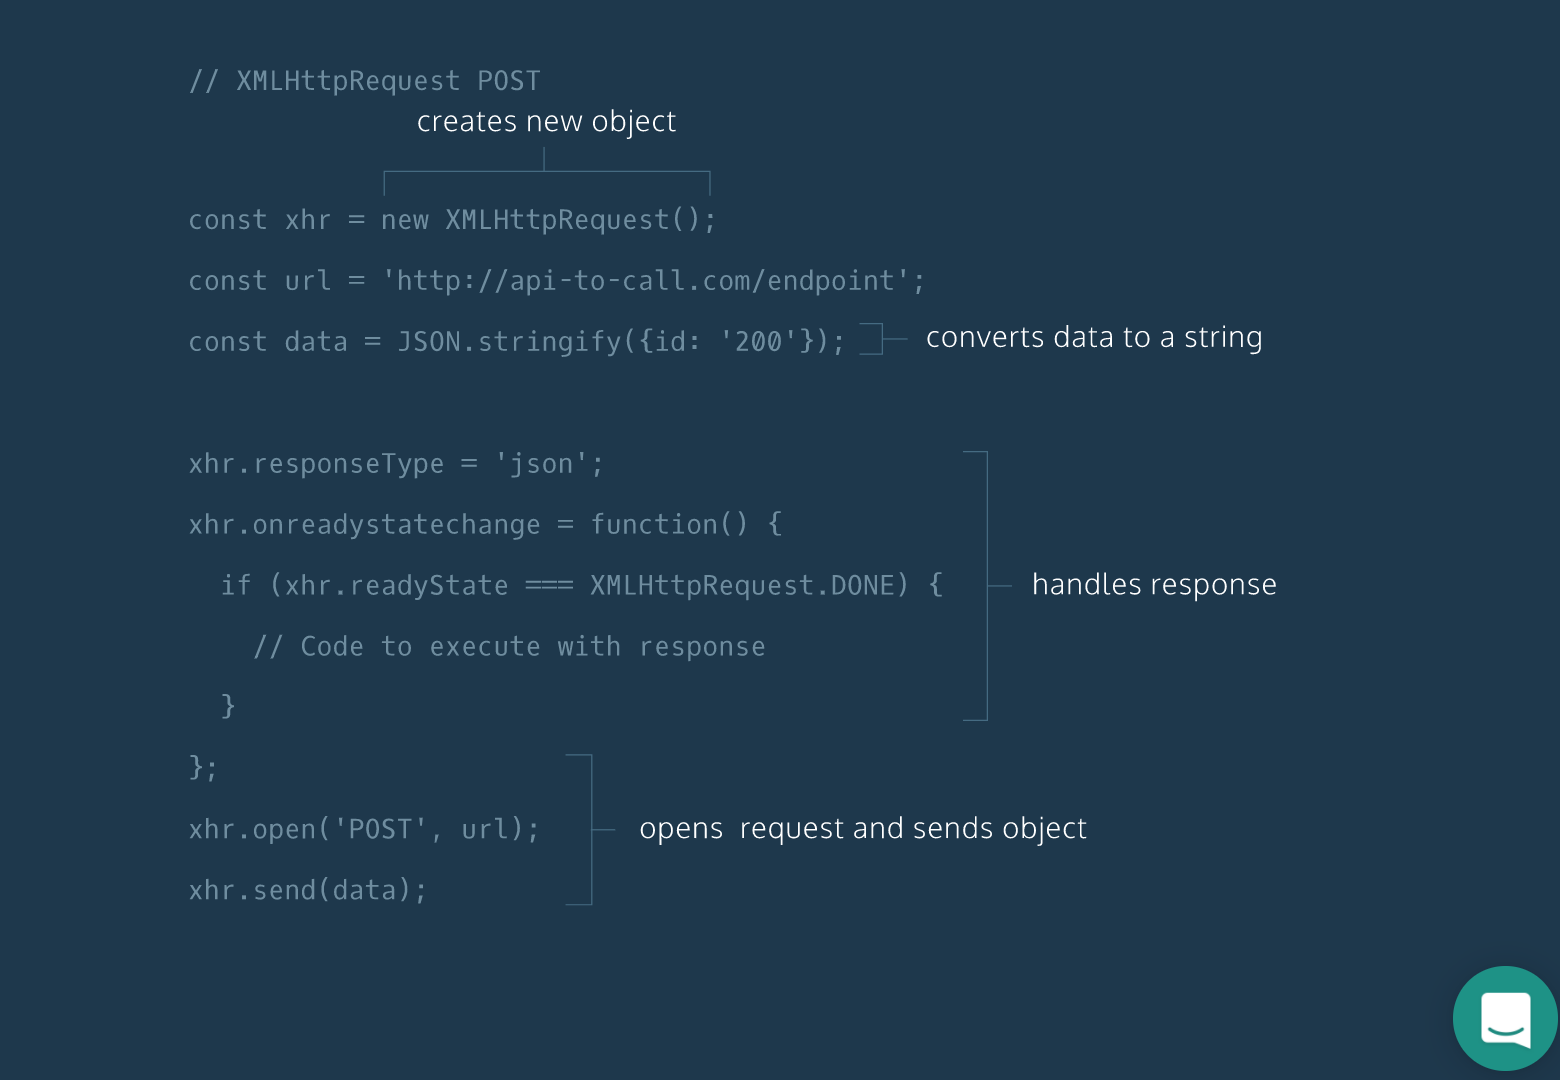 // XMLHttpRequest POST
creates new object
const xhr = new XMLHttpRequest();
const url = 'http://api-to-call.com/endpoint';
const data = JSON.stringify({id: '200'});
converts data to a string
xhr.responseType = 'json';
xhr.onreadystatechange = function() {
if (xhr.readyState === XMLHttpRequest.DONE) {
handles response
// Code to execute with response
}
};
xhr.open('POST', url);
opens  request and sends object
xhr.send(data);